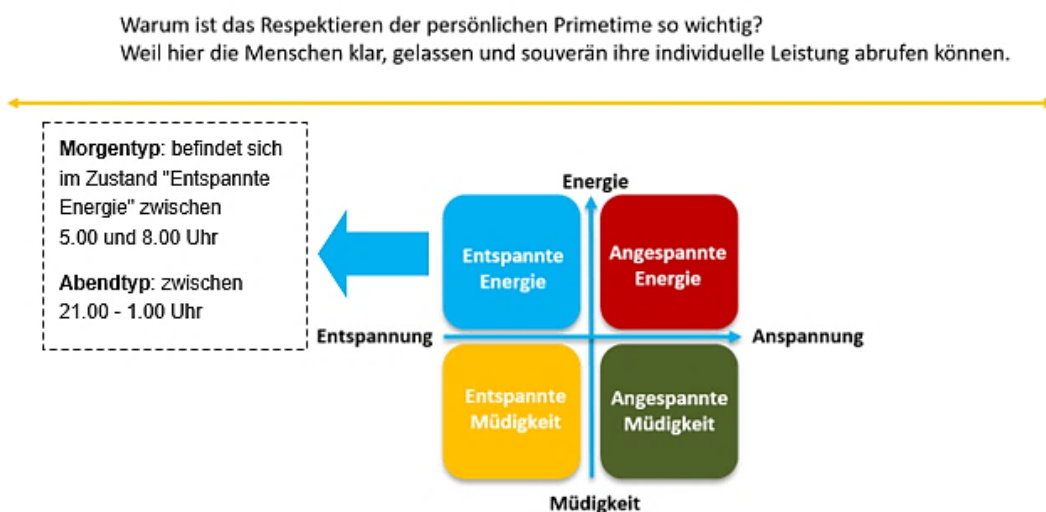 Warum ist das Respektieren der persönlichen Primetime so wichtig?
Weil hier die Menschen klar, gelassen und souverän ihre individuelle Leistung abrufen können.
Morgentyp: befindet sich
im Zustand "Entspannte
Energie" zwischen
5.00 und 8.00 Uhr
Abendtyp: zwischen
21.00 - 1.00 Uhr
Energie
Entspannte
Energie
Angespannte
Energie
Entspannung
Anspannung
Entspannte
Müdigkeit
Angespannte
Müdigkeit
Müdigkeit